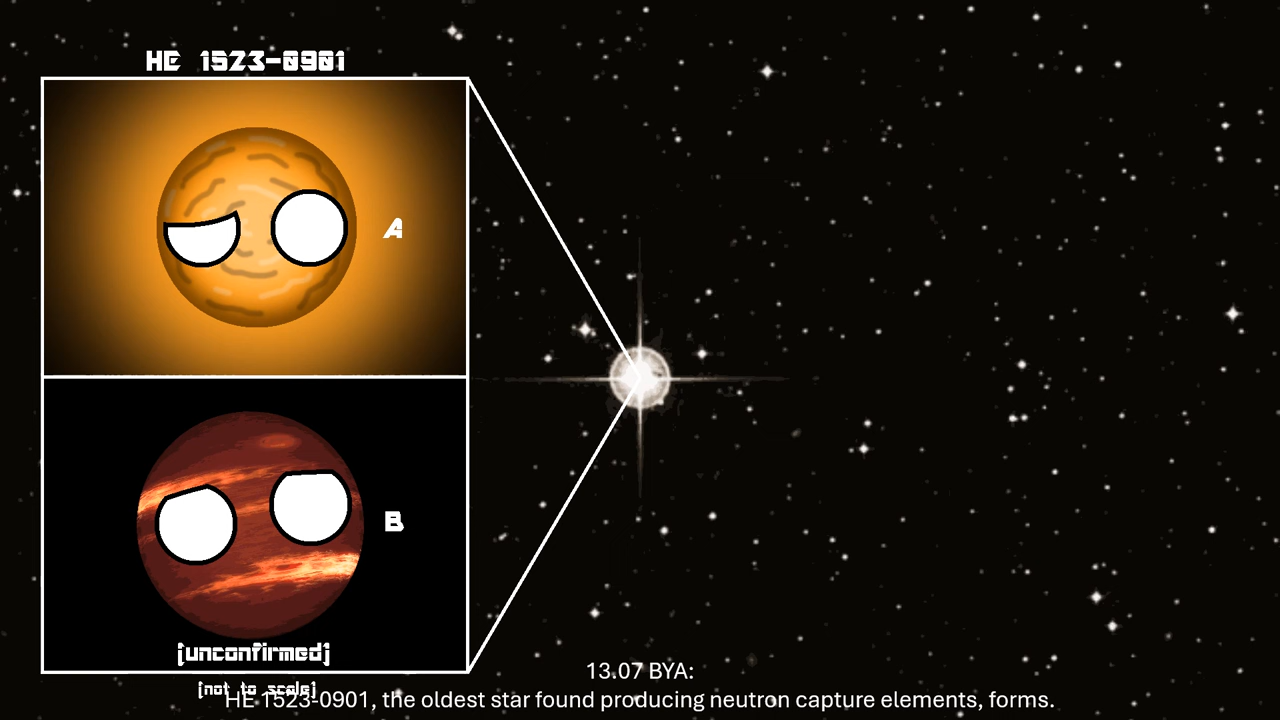 HE 1523-0901
A
B
[unconfirmed]
[not to scale]
13.07 BYA:
HE 1523-0901, the oldest star found producing neutron capture elements, forms.